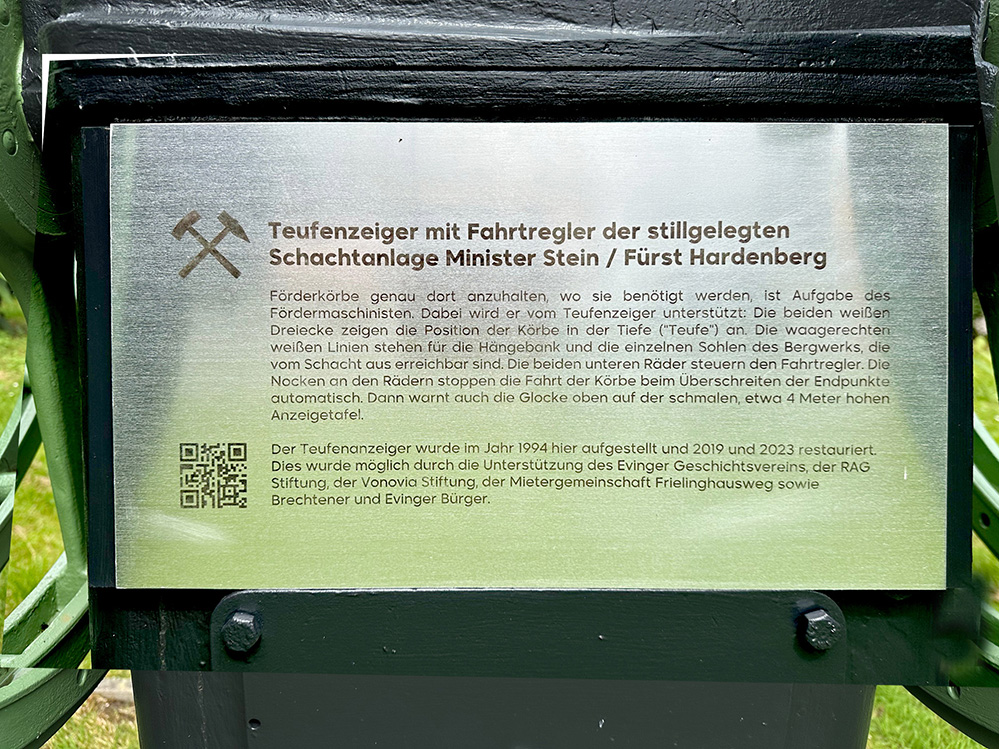 Teufenzeiger mit Fahrtregler der stillgelegten
Schachtanlage Minister Stein / Fürst Hardenberg
Förderkörbe genau dort anzuhalten, wo sie benötigt werden, ist Aufgabe des
Fördermaschinisten. Dabei wird er vom Teufenzeiger unterstützt: Die beiden weißen
Dreiecke zeigen die Position der Körbe in der Tiefe ("Teufe") an. Die waagerechten
weißen Linien stehen für die Hängebank und die einzelnen Sohlen des Bergwerks, die
vom Schacht aus erreichbar sind. Die beiden unteren Räder steuern den Fahrtregler. Die
Nocken an den Rädern stoppen die Fahrt der Körbe beim Überschreiten der Endpunkte
automatisch. Dann warnt auch die Glocke oben auf der schmalen, etwa 4 Meter hohen
Anzeigetafel.
Der Teufenanzeiger wurde im Jahr 1994 hier aufgestellt und 2019 und 2023 restauriert.
Dies wurde möglich durch die Unterstützung des Evinger Geschichtsvereins, der RAG
Stiftung, der Vonovia Stiftung, der Mietergemeinschaft Frielinghausweg sowie
Brechtener und Evinger Bürger.